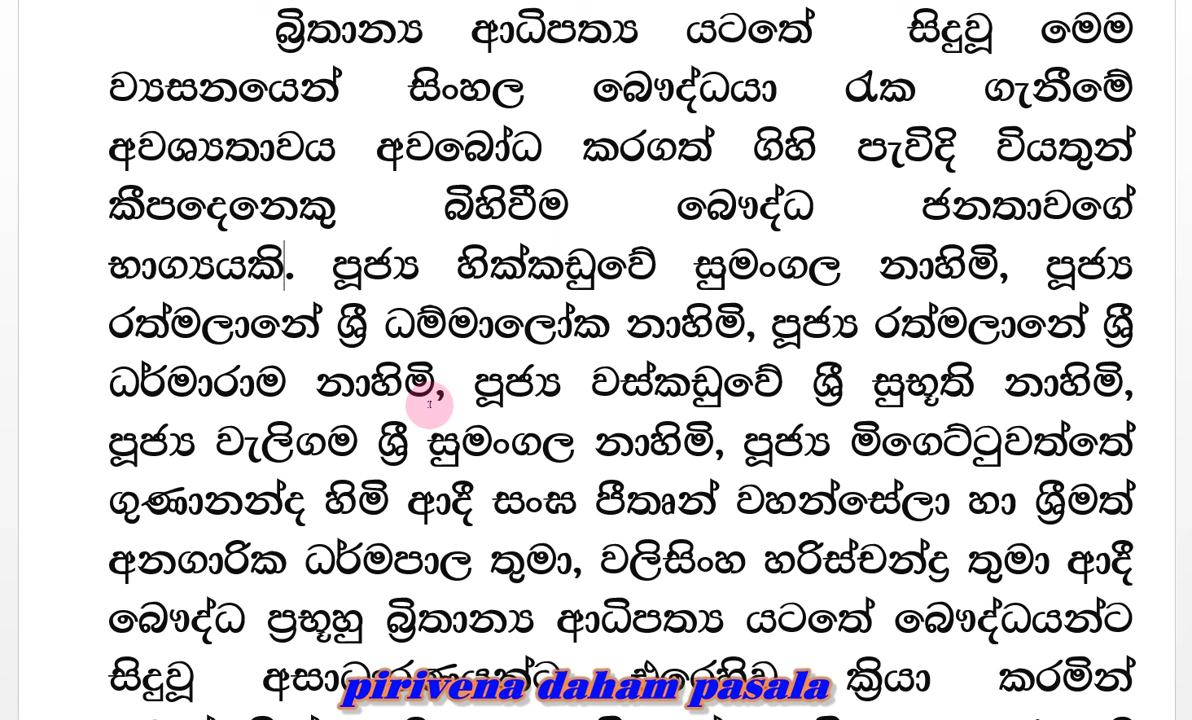 බ්‍රිතාන්‍ය ආධිපත්‍ය යටතේ සිදුවූ මෙම
ව්‍යසනයෙන් සිංහල බෞද්ධයා රැක ගැනීමේ
අවශ්‍යතාවය අවබෝධ කරගත් ගිහි පැවිදි වියතුන්
කීපදෙනෙකු බිහිවීම බෞද්ධ ජනතාවගේ
භාග්‍යයකි. පූජ්‍ය හික්කඩුවේ සුමංගල නාහිමි, පූජ්‍ය
රත්මලානේ ශ්‍රී ධම්මාලෝක නාහිමි, පූජ්‍ය රත්මලානේ ශ්‍රී
ධර්මාරාම නාහිමි, පූජ්‍ය වස්කඩුවේ ශ්‍රී සුභූති නාහිමි,
පූජ්‍ය වැලිගම ශ්‍රී සුමංගල නාහිමි, පූජ්‍ය මිගෙට්ටුවත්තේ
ගුණානන්ද හිමි ආදී සංඝ පීතෘන් වහන්සේලා හා ශ්‍රීමත්
අනගාරික ධර්මපාල තුමා, වලිසිංහ හරිස්චන්ද්‍ර තුමා ආදී
බෞද්ධ ප්‍රභූහු බ්‍රිතාන්‍ය ආධිපත්‍ය යටතේ බෞද්ධයන්ට
සිදුවූ ක්‍රියා කරමින්
pirivena daham pasala